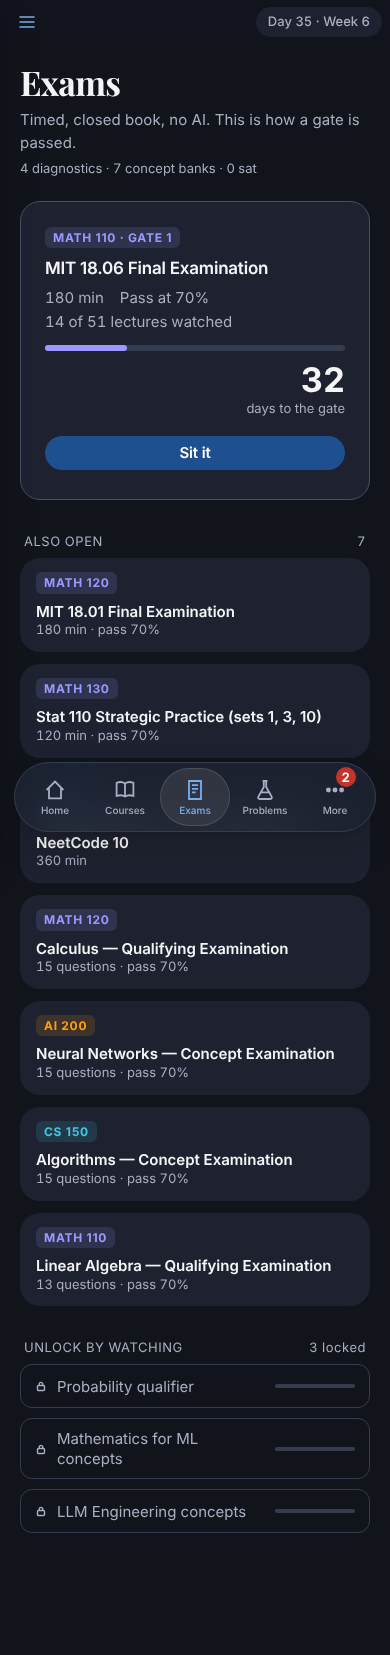 Day 35 · Week 6
Exams
Timed, closed book, no AI. This is how a gate is
passed.
4 diagnostics · 7 concept banks · 0 sat
MATH 110 · GATE 1
MIT 18.06 Final Examination
180 min Pass at 70%
14 of 51 lectures watched
32
days to the gate
Sit it
ALSO OPEN 7
MATH 120
MIT 18.01 Final Examination
180 min · pass 70%
MATH 130
Stat 110 Strategic Practice (sets 1, 3, 10)
120 min · pass 70%
2
Home Courses Exams Problems More
NeetCode 10
360 min
MATH 120
Calculus — Qualifying Examination
15 questions · pass 70%
AI 200
Neural Networks — Concept Examination
15 questions · pass 70%
CS 150
Algorithms — Concept Examination
15 questions · pass 70%
MATH 110
Linear Algebra — Qualifying Examination
13 questions · pass 70%
UNLOCK BY WATCHING 3 locked
Probability qualifier
Mathematics for ML
concepts
LLM Engineering concepts